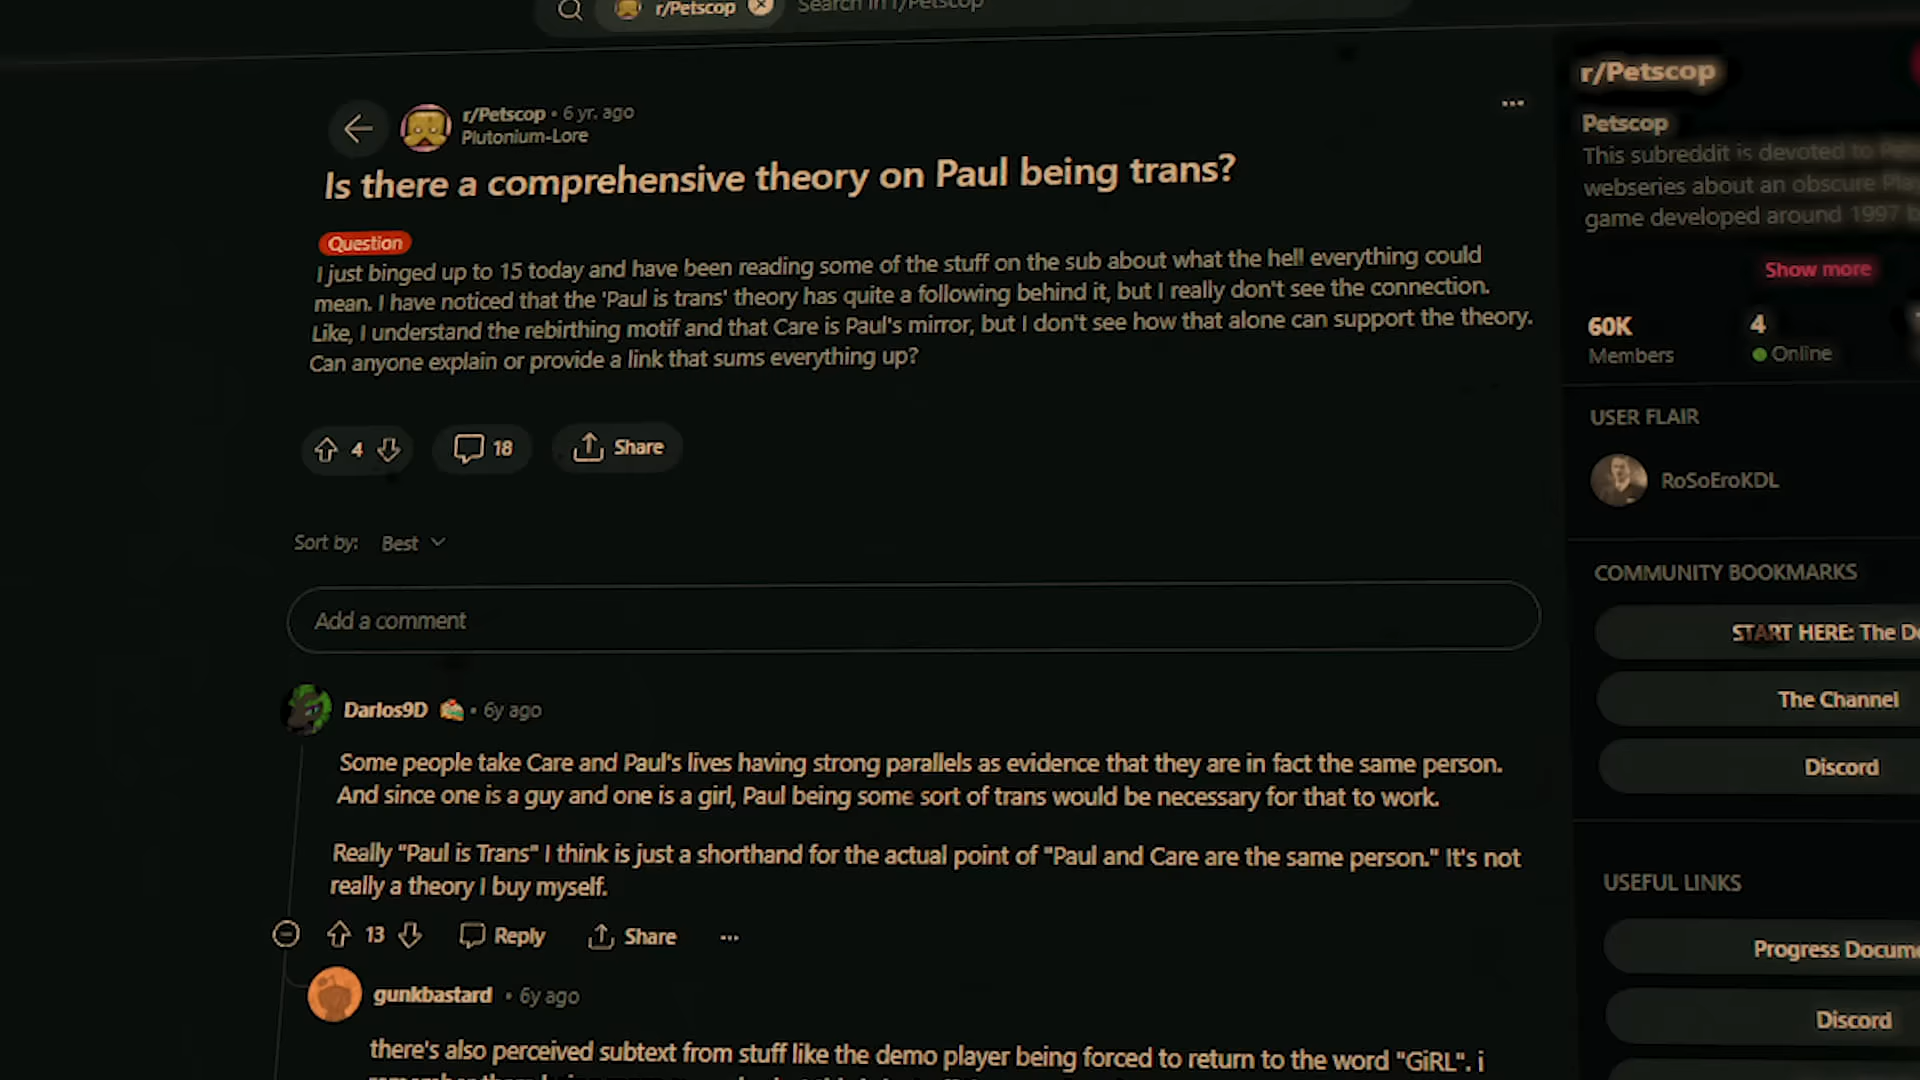 r/Petscop
Search in r/Petscop
r/Petscop • 6 yr. ago
Plutonium-Lore
Is there a comprehensive theory on Paul being trans?
Question
I just binged up to 15 today and have been reading some of the stuff on the sub about what the hell everything could
mean. I have noticed that the 'Paul is trans' theory has quite a following behind it, but I really don't see the connection.
Like, I understand the rebirthing motif and that Care is Paul's mirror, but I don't see how that alone can support the theory.
Can anyone explain or provide a link that sums everything up?
4
18
Share
Sort by: Best
Add a comment
Darlos9D • 6y ago
Some people take Care and Paul's lives having strong parallels as evidence that they are in fact the same person.
And since one is a guy and one is a girl, Paul being some sort of trans would be necessary for that to work.
Really "Paul is Trans" I think is just a shorthand for the actual point of "Paul and Care are the same person." It's not
really a theory I buy myself.
13
Reply
Share
gunkbastard • 6y ago
there's also perceived subtext from stuff like the demo player being forced to return to the word "GiRL". i
r/Petscop
Petscop
This subreddit is devoted to
webseries about an obscure
game developed around 1997
Show more
60K
Members
4
Online
USER FLAIR
RoSoEroKDL
COMMUNITY BOOKMARKS
START HERE: The
The Channel
Discord
USEFUL LINKS
Progress
Discord